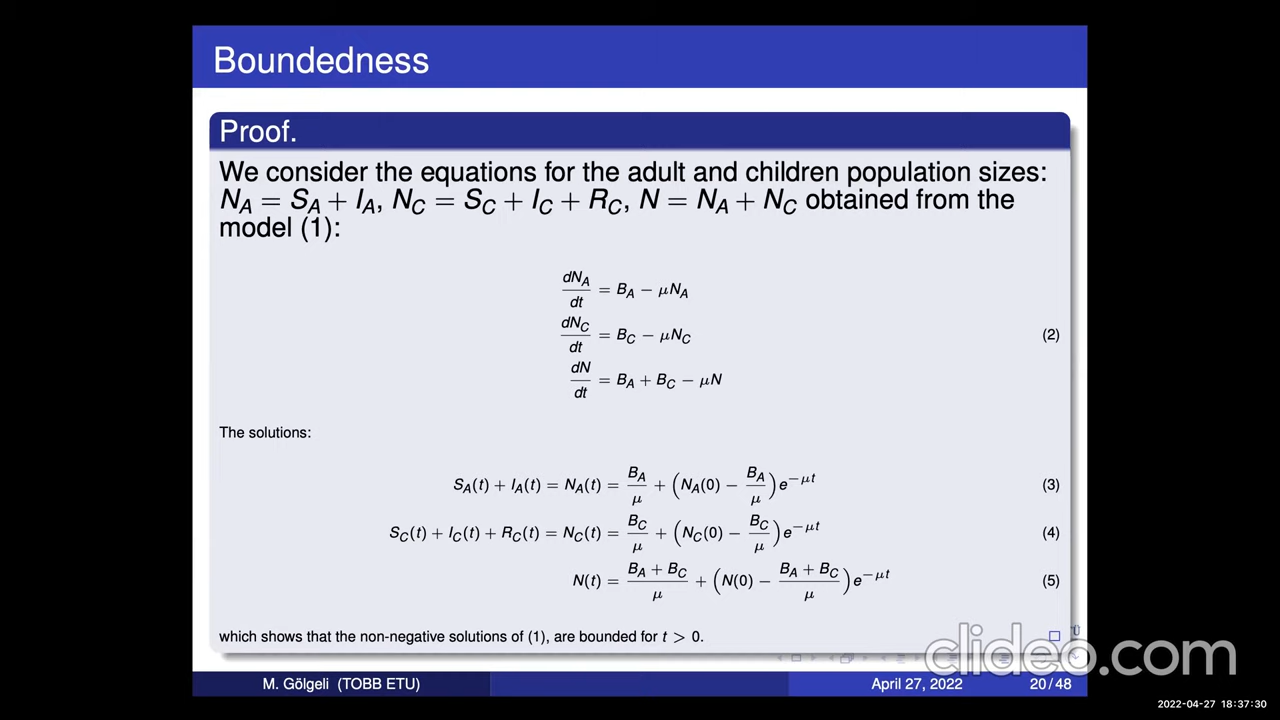 Boundedness
Proof.
We consider the equations for the adult and children population sizes:
N_A = S_A + I_A, N_C = S_C + I_C + R_C, N = N_A + N_C obtained from the
model (1):
dN_A/dt = B_A − μN_A
dN_C/dt = B_C − μN_C (2)
dN/dt = B_A + B_C − μN
The solutions:
S_A(t) + I_A(t) = N_A(t) = B_A/μ + (N_A(0) − B_A/μ)e^{−μt} (3)
S_C(t) + I_C(t) + R_C(t) = N_C(t) = B_C/μ + (N_C(0) − B_C/μ)e^{−μt} (4)
N(t) = (B_A + B_C)/μ + (N(0) − (B_A + B_C)/μ)e^{−μt} (5)
which shows that the non-negative solutions of (1), are bounded for t > 0.
clideo.com
M. Gölgeli (TOBB ETU) April 27, 2022 20/48
2022-04-27 18:37:30